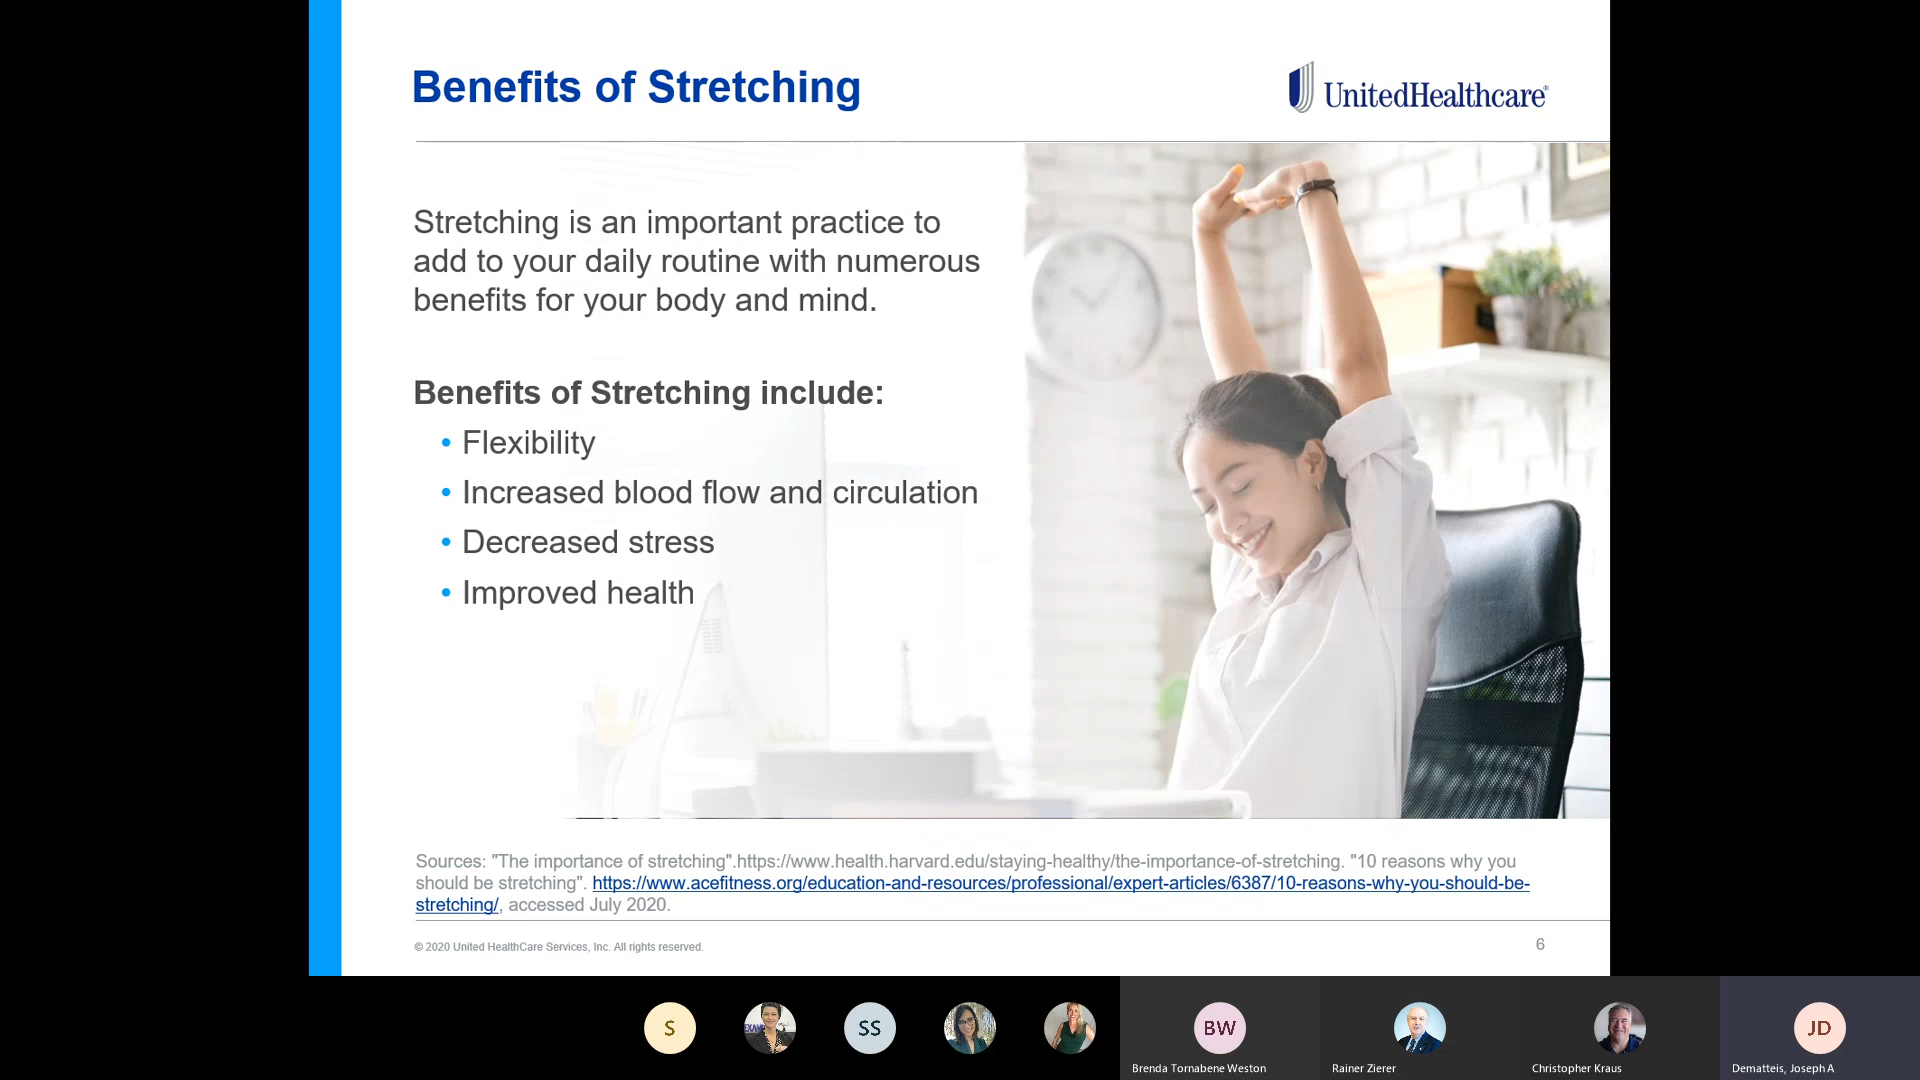 Benefits of Stretching
UnitedHealthcare®
Stretching is an important practice to
add to your daily routine with numerous
benefits for your body and mind.
Benefits of Stretching include:
• Flexibility
• Increased blood flow and circulation
• Decreased stress
• Improved health
Sources: "The importance of stretching".https://www.health.harvard.edu/staying-healthy/the-importance-of-stretching. "10 reasons why you
should be stretching". https://www.acefitness.org/education-and-resources/professional/expert-articles/6387/10-reasons-why-you-should-be-
stretching/, accessed July 2020.
© 2020 United HealthCare Services, Inc. All rights reserved.
6
S
SS
BW
JD
Brenda Tornabene Weston
Rainer Zierer
Christopher Kraus
Dematteis, Joseph A